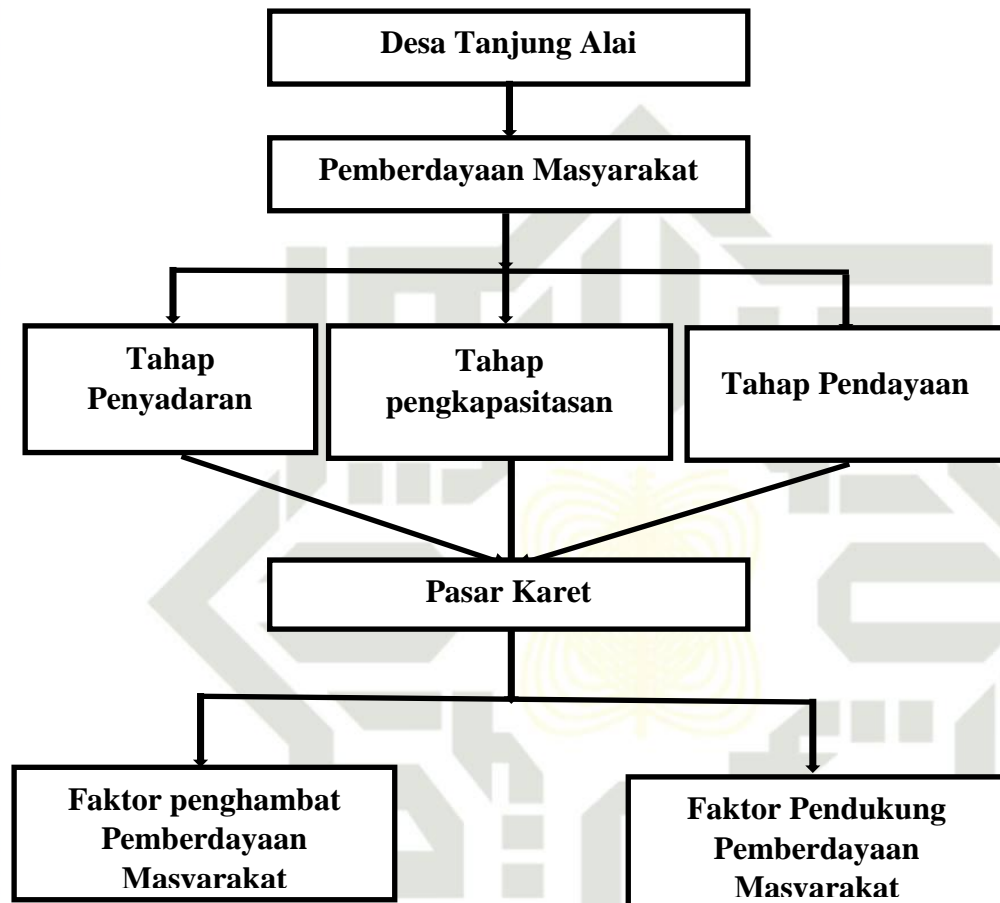 Desa Tanjung Alai
Pemberdayaan Masyarakat
Tahap
Penyadaran
Tahap
pengkapasitasan
Tahap Pendayaan
Pasar Karet
Faktor penghambat
Pemberdayaan
Masyarakat
Faktor Pendukung
Pemberdayaan
Masyarakat